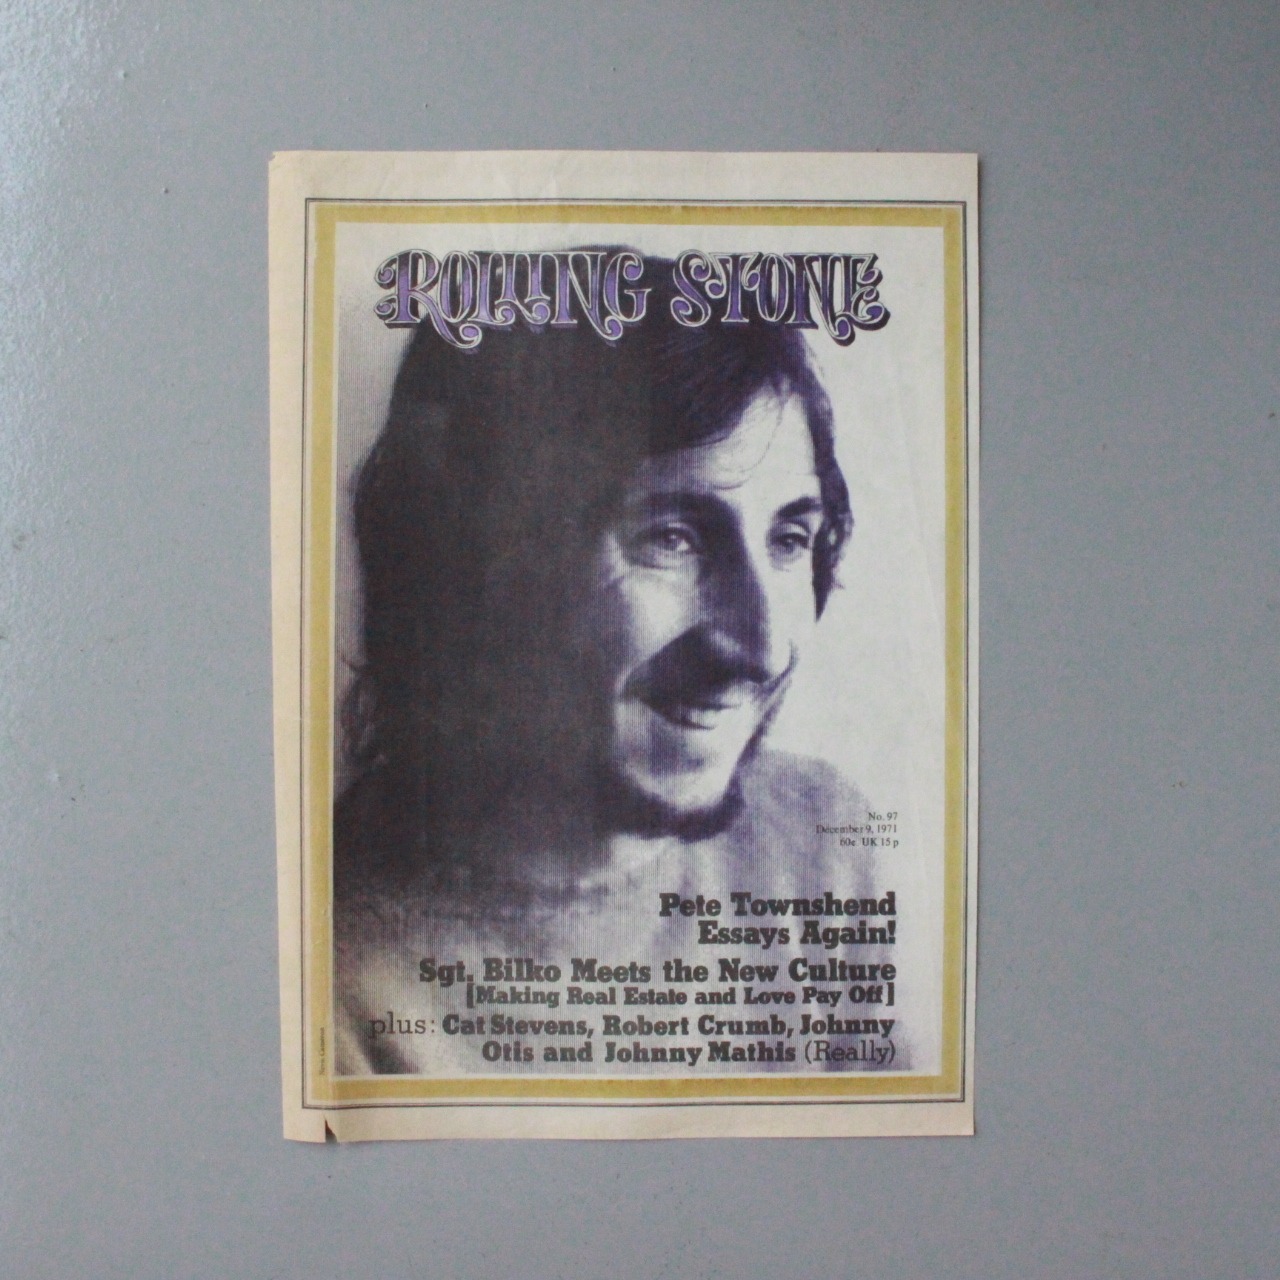 ROLLING STONE
No. 97
December 9, 1971
60c UK 15 p
Pete Townshend
Essays Again!
Sgt. Bilko Meets the New Culture
[Making Real Estate and Love Pay Off]
plus: Cat Stevens, Robert Crumb, Johnny
Otis and Johnny Mathis (Really)